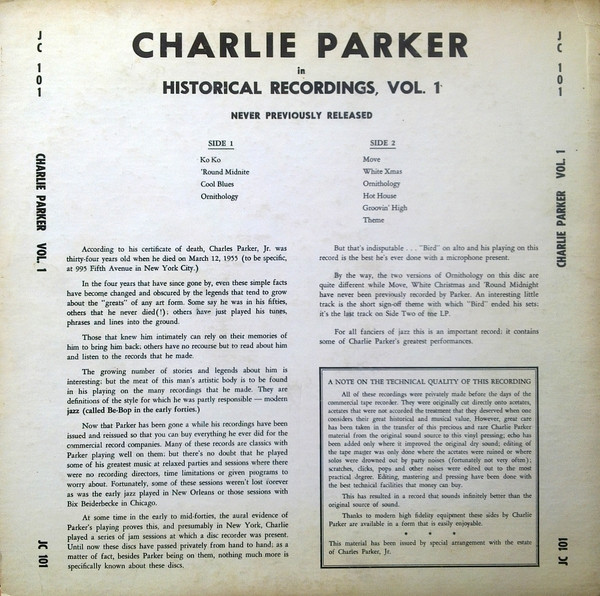 JC 101
CHARLIE PARKER VOL. 1
JC 101
CHARLIE PARKER
in
HISTORICAL RECORDINGS, VOL. 1
NEVER PREVIOUSLY RELEASED
SIDE 1
Ko Ko
'Round Midnite
Cool Blues
Ornithology
SIDE 2
Move
White Xmas
Ornithology
Hot House
Groovin' High
Theme
According to his certificate of death, Charles Parker, Jr. was
thirty-four years old when he died on March 12, 1955 (to be specific,
at 995 Fifth Avenue in New York City.)
In the four years that have since gone by, even these simple facts
have become changed and obscured by the legends that tend to grow
about the "greats" of any art form. Some say he was in his fifties,
others that he never died(!): others have just played his tunes,
phrases and lines into the ground.
Those that knew him intimately can rely on their memories of
him to bring him back: others have no recourse but to read about him
and listen to the records that he made.
The growing number of stories and legends about him is
interesting: but the meat of this man's artistic body is to be found
in his playing on the many recordings that he made. They are
definitions of the style for which he was partly responsible — modern
jazz (called Be-Bop in the early forties.)
Now that Parker has been gone a while his recordings have been
issued and reissued so that you can buy everything he ever did for the
commercial record companies. Many of these records are classics with
Parker playing well on them: but there's no doubt that he played
some of his greatest music at relaxed parties and sessions where there
were no recording directors, time limitations or given programs to
worry about. Fortunately, some of these sessions weren't lost forever
as was the early jazz played in New Orleans or those sessions with
Bix Beiderbecke in Chicago.
At some time in the early to mid-forties, the aural evidence of
Parker's playing proves this, and presumably in New York, Charlie
played a series of jam sessions at which a disc recorder was present.
Until now these discs have passed privately from hand to hand: as a
matter of fact, besides Parker being on them, nothing much more is
specifically known about these discs.
But that's indisputable . . . "Bird" on alto and his playing on this
record is the best he's ever done with a microphone present.
By the way, the two versions of Ornithology on this disc are
quite different while Move, White Christmas and 'Round Midnight
have never been previously recorded by Parker. An interesting little
track is the short sign-off theme with which "Bird" ended his sets:
it's the last track on Side Two of the LP.
For all fanciers of jazz this is an important record: it contains
some of Charlie Parker's greatest performances.
A NOTE ON THE TECHNICAL QUALITY OF THIS RECORDING
All of these recordings were privately made before the days of the
commercial tape recorder. They were originally cut directly onto acetates,
acetates that were not accorded the treatment that they deserved when one
considers their great historical and musical value. However, great care
has been taken in the transfer of this precious and rare Charlie Parker
material from the original sound source to this vinyl pressing; echo has
been added only where it improved the original dry sound; editing of
the tape master was only done where the acetates were ruined or where
solos were drowned out by party noises (fortunately not very often);
scratches, clicks, pops and other noises were edited out to the most
practical degree. Editing, mastering and pressing have been done with
the best technical facilities that money can buy.
This has resulted in a record that sounds infinitely better than the
original source of sound.
Thanks to modern high fidelity equipment these sides by Charlie
Parker are available in a form that is easily enjoyable.
* * *
This material has been issued by special arrangement with the estate
of Charles Parker, Jr.
JC 101
CHARLIE PARKER VOL. 1
JC 101